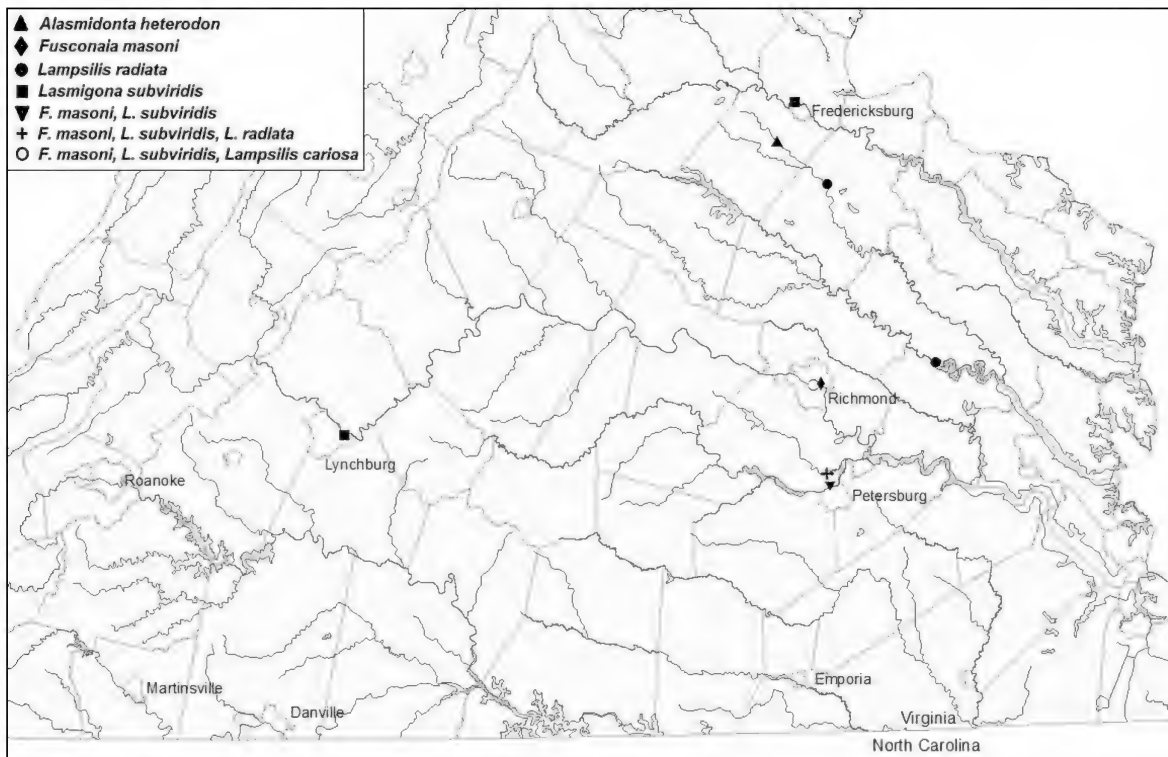 Alasmidonta heterodon
Fusconaia masoni
Lampsilis radiata
Lasmigona subviridis
F. masoni, L. subviridis
F. masoni, L. subviridis, L. radiata
F. masoni, L. subviridis, Lampsilis cariosa
Fredericksburg
Richmond
Lynchburg
Roanoke
Petersburg
Martinsville
Emporia
Danville
Virginia
North Carolina